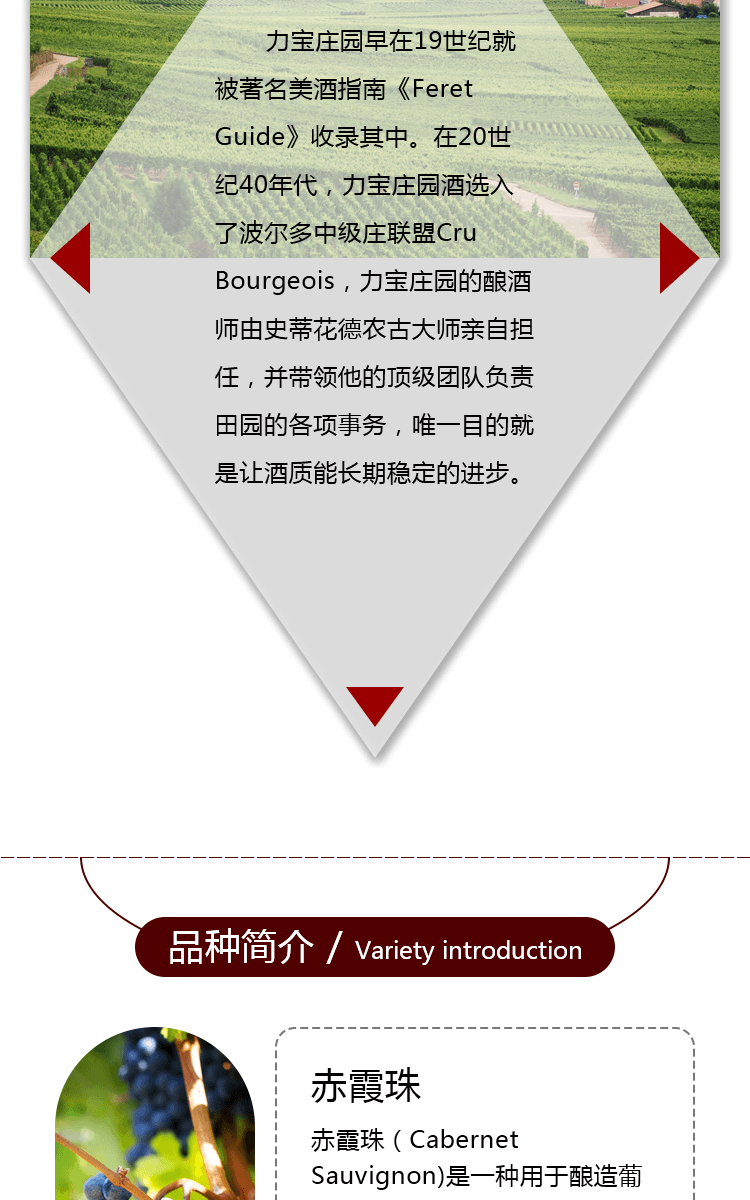 力宝庄园早在19世纪就
被著名美酒指南《Feret
Guide》收录其中。在20世
纪40年代，力宝庄园酒选入
了波尔多中级庄联盟Cru
Bourgeois，力宝庄园的酿酒
师由史蒂花德农古大师亲自担
任，并带领他的顶级团队负责
田园的各项事务，唯一目的就
是让酒质能长期稳定的进步。
品种简介 / Variety introduction
赤霞珠
赤霞珠（Cabernet
Sauvignon)是一种用于酿造葡